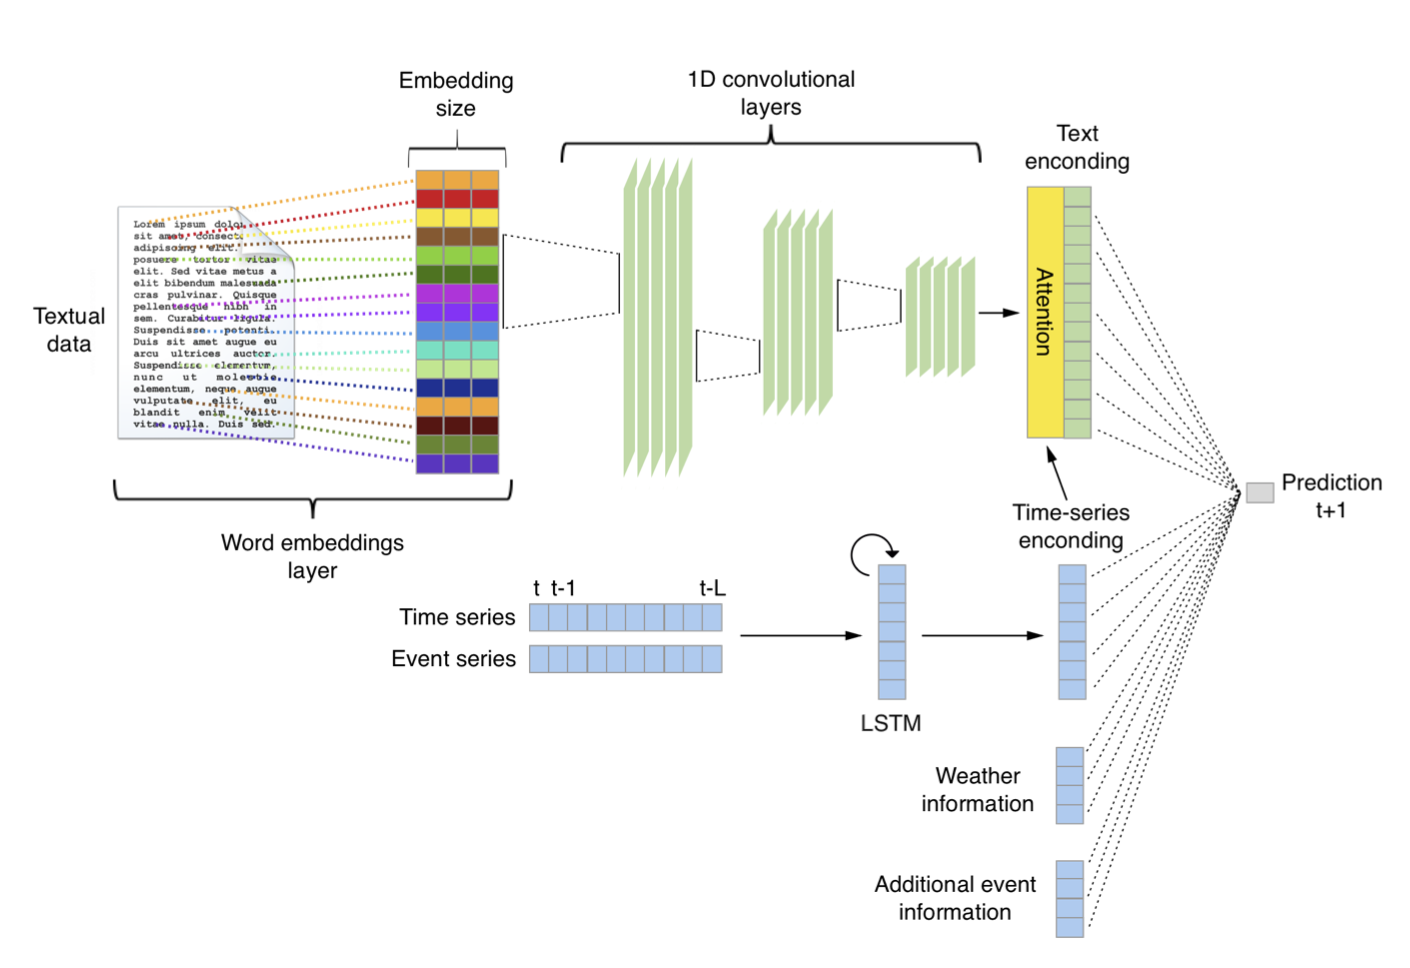 Embedding
size
1D convolutional
layers
Text
enconding
Textual
data
Lorem ipsum dolor
sit amet, consect.
adipiscing elit.
posuere tortor vitae
elit. Sed vitae metus a
elit bibendum malesuada
cras pulvinar. Quisque
pellentesque nibh in
sem. Curabitur ligula.
Suspendisse potenti.
Duis sit amet augue eu
arcu ultrices auctor.
Suspendisse elementum,
nunc ut molestie
elementum, neque augue
vulputate elit, eu
blandit enim velit
vitae nulla. Duis sed.
Attention
Word embeddings
layer
Time-series
enconding
Prediction
t+1
t t-1 t-L
Time series
Event series
LSTM
Weather
information
Additional event
information